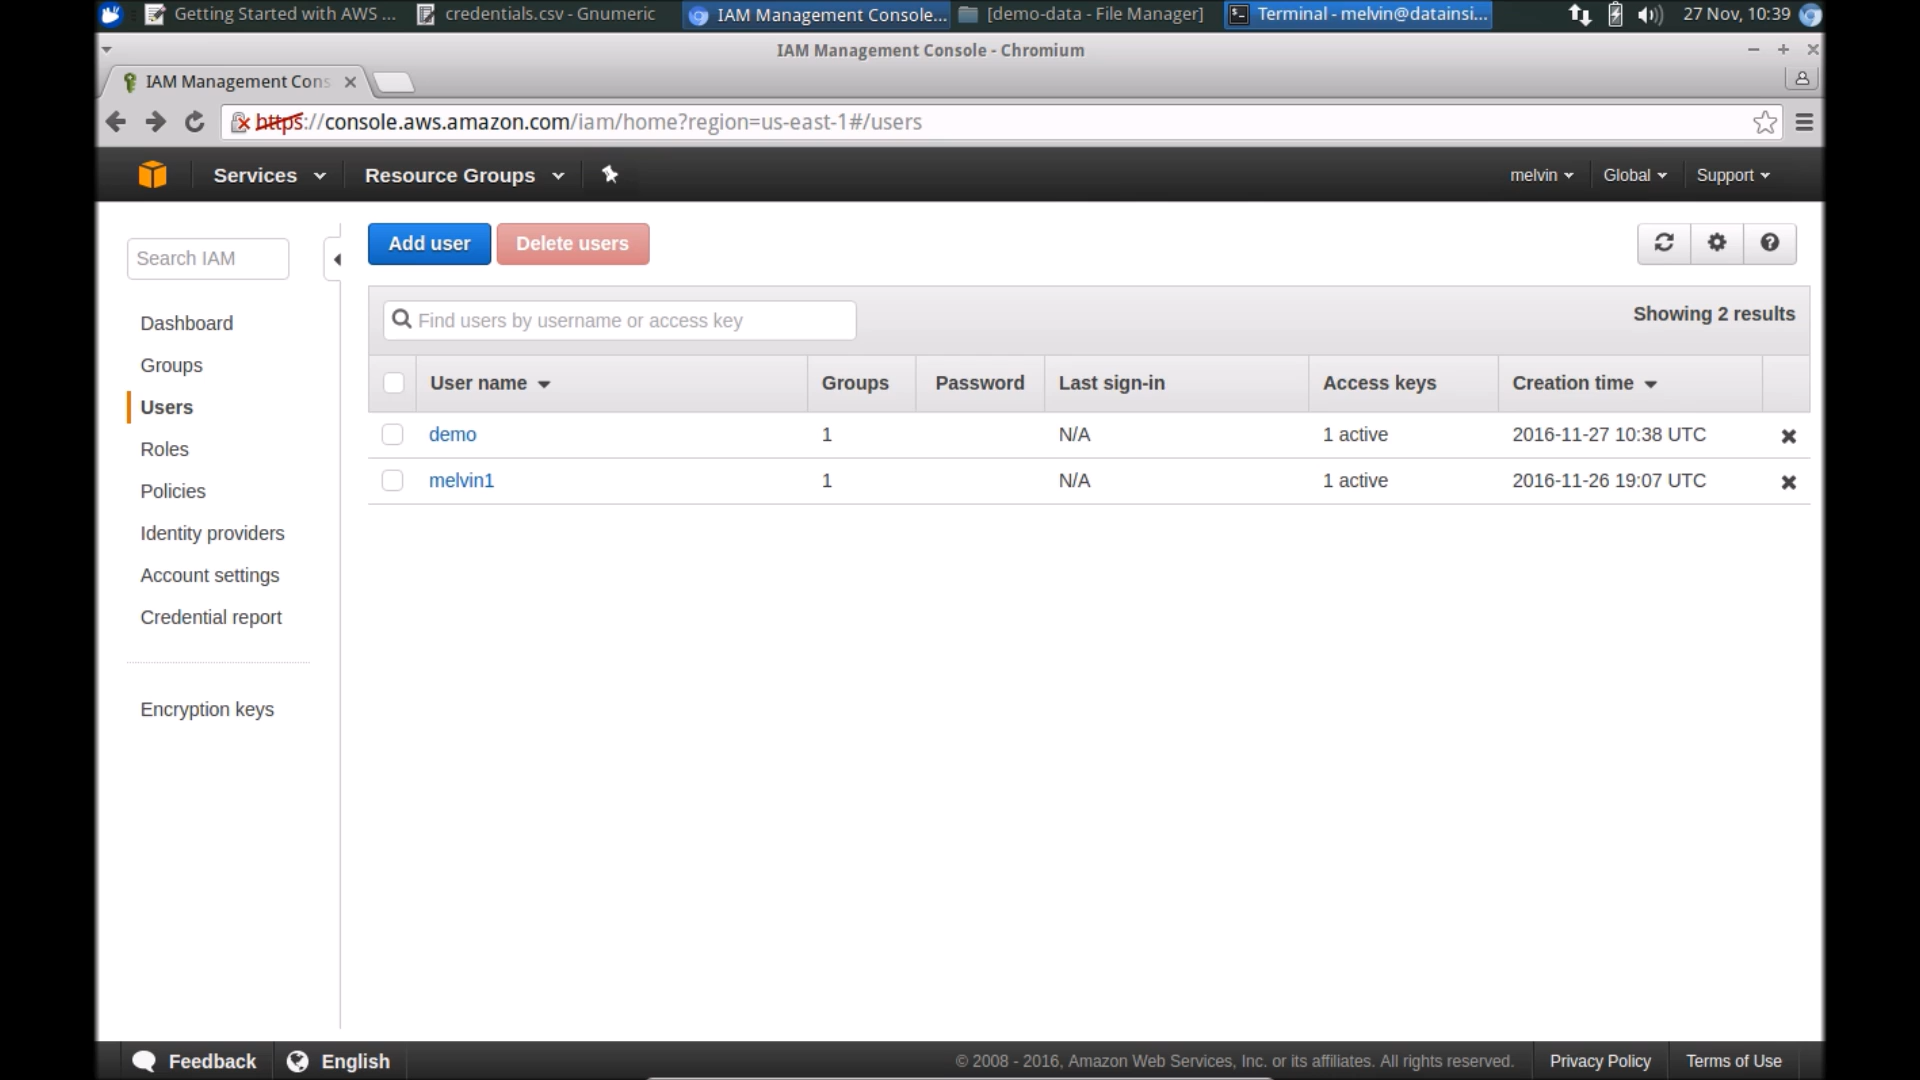 Getting Started with AWS ...
credentials.csv - Gnumeric
IAM Management Console...
[demo-data - File Manager]
Terminal - melvin@datainsi...
27 Nov, 10:39
IAM Management Console - Chromium
IAM Management Cons
https://console.aws.amazon.com/iam/home?region=us-east-1#/users
Services
Resource Groups
melvin
Global
Support
Search IAM
Dashboard
Groups
Users
Roles
Policies
Identity providers
Account settings
Credential report
Encryption keys
Add user
Delete users
Find users by username or access key
Showing 2 results
User name Groups Password Last sign-in Access keys Creation time
demo 1 N/A 1 active 2016-11-27 10:38 UTC
melvin1 1 N/A 1 active 2016-11-26 19:07 UTC
Feedback
English
© 2008 - 2016, Amazon Web Services, Inc. or its affiliates. All rights reserved.
Privacy Policy
Terms of Use